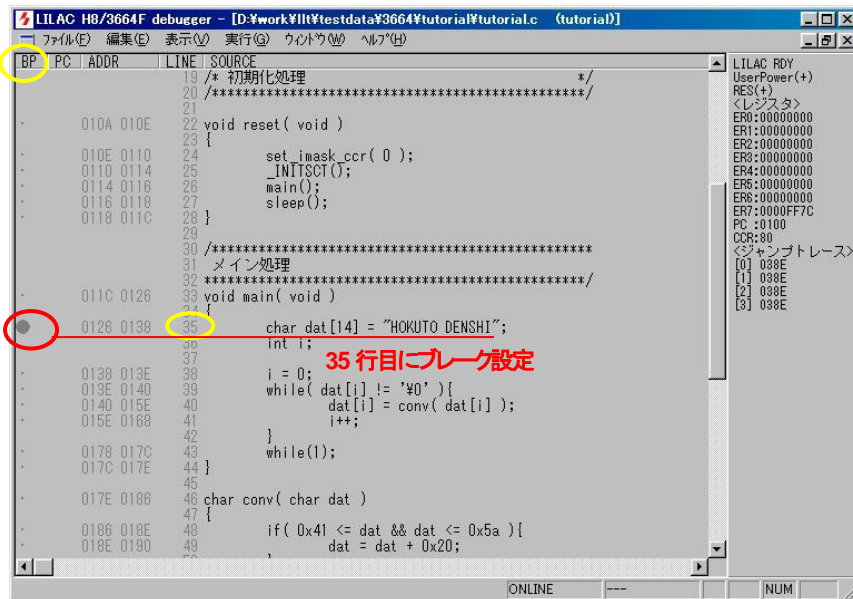 LILAC H8/3664F debugger - [D:¥work¥llt¥testdata¥3664¥tutorial¥tutorial.c (tutorial)]
ファイル(F) 編集(E) 表示(V) 実行(G) ウィンドウ(W) ヘルプ(H)
BP PC ADDR LINE SOURCE
19 /* 初期化処理 */
20 /*************************************************/
21
010A 010E 22 void reset( void )
23 {
010E 0110 24 set_imask_ccr( 0 );
0110 0114 25 _INITSCT();
0114 0116 26 main();
0116 0118 27 sleep();
0118 011C 28 }
29
30 /*************************************************
31 メイン処理
32 *************************************************/
011C 0126 33 void main( void )
34 {
0126 0138 35 char dat[14] = "HOKUTO DENSHI";
36 int i;
35 行目にブレーク設定
37
0138 013E 38 i = 0;
013E 0140 39 while( dat[i] != '¥0' ){
0140 015E 40 dat[i] = conv( dat[i] );
015E 0168 41 i++;
42 }
0178 017C 43 while(1);
017C 017E 44 }
45
017E 0186 46 char conv( char dat )
47 {
0186 018E 48 if( 0x41 <= dat && dat <= 0x5a ){
018E 0190 49 dat = dat + 0x20;
LILAC RDY
UserPower(+)
RES(+)
<レジスタ>
ER0:00000000
ER1:00000000
ER2:00000000
ER3:00000000
ER4:00000000
ER5:00000000
ER6:00000000
ER7:0000FF7C
PC :0100
CCR:80
<ジャンプトレース>
[0] 038E
[1] 038E
[2] 038E
[3] 038E
ONLINE --- NUM